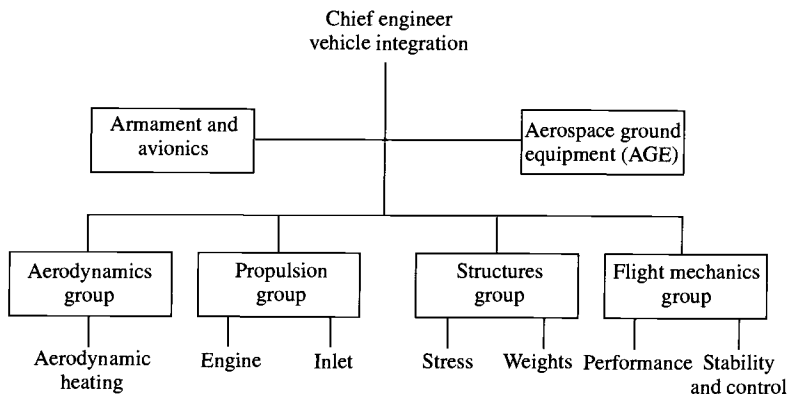 Chief engineer
vehicle integration
Armament and
avionics
Aerospace ground
equipment (AGE)
Aerodynamics
group
Propulsion
group
Structures
group
Flight mechanics
group
Aerodynamic
heating
Engine
Inlet
Stress
Weights
Performance
Stability
and control